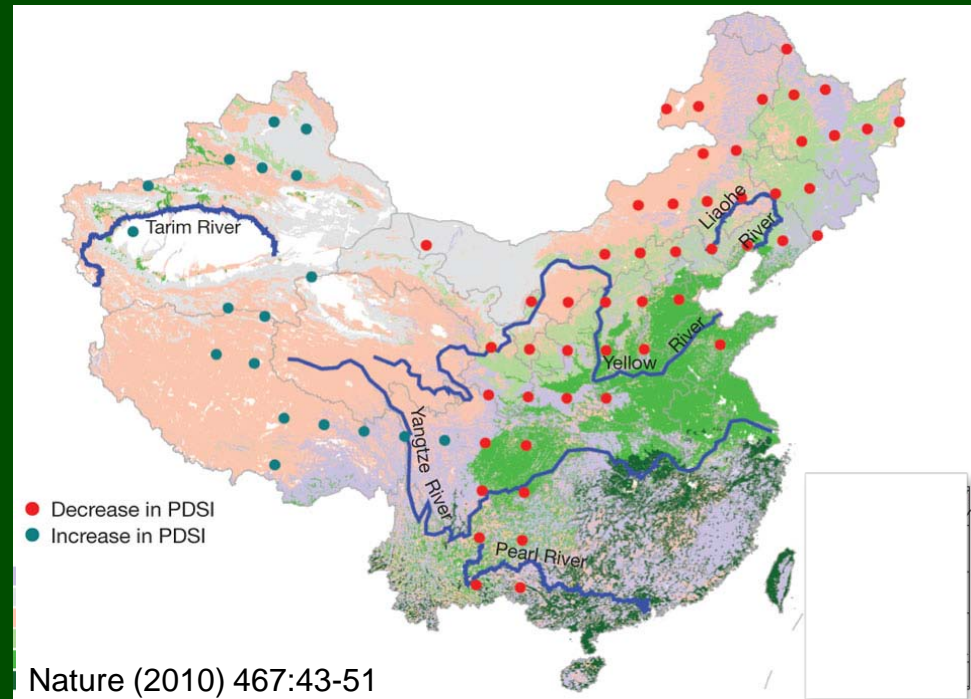 Liaohe
River
Tarim River
Yellow
River
Yangtze
River
Decrease in PDSI
Increase in PDSI
Pearl River
Nature (2010) 467:43-51